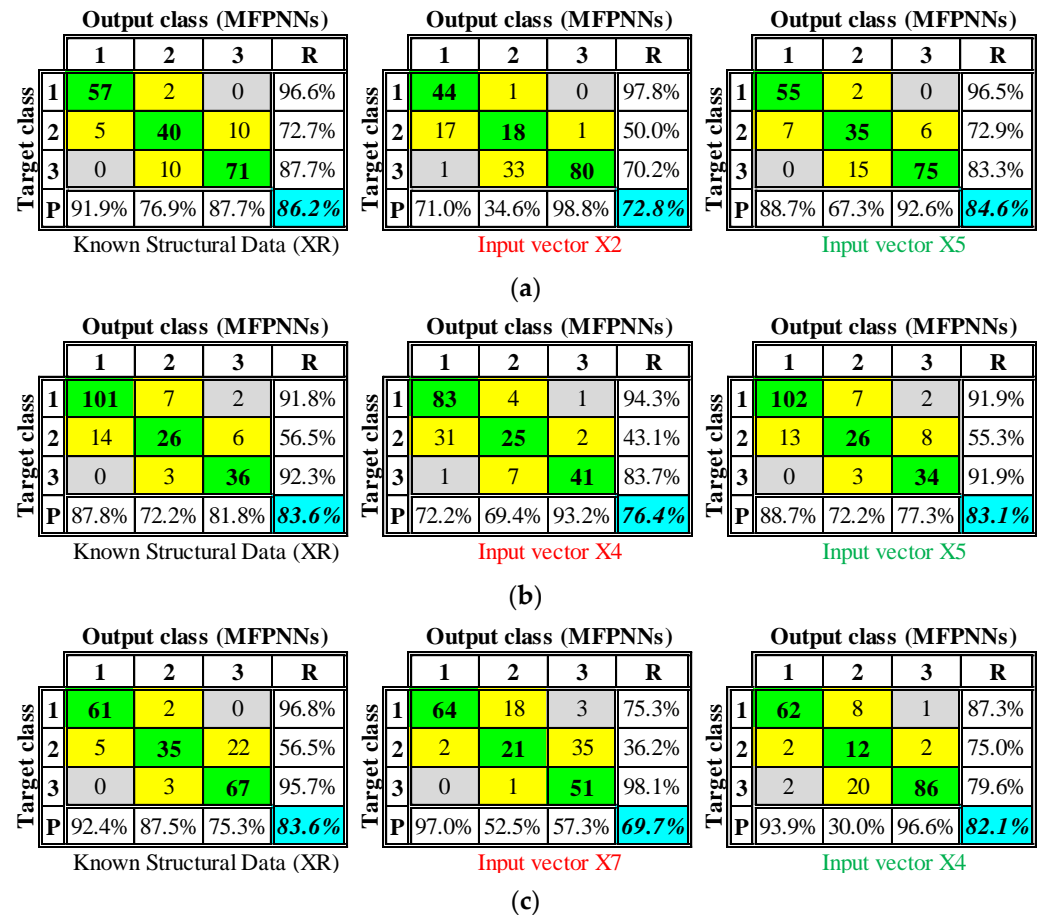 Output class (MFPNNs) Output class (MFPNNs) Output class (MFPNNs)
1 2 3 R 1 2 3 R 1 2 3 R
Target class Target class Target class
1 57 2 0 96.6% 1 44 1 0 97.8% 1 55 2 0 96.5%
2 5 40 10 72.7% 2 17 18 1 50.0% 2 7 35 6 72.9%
3 0 10 71 87.7% 3 1 33 80 70.2% 3 0 15 75 83.3%
P 91.9% 76.9% 87.7% 86.2% P 71.0% 34.6% 98.8% 72.8% P 88.7% 67.3% 92.6% 84.6%
Known Structural Data (XR) Input vector X2 Input vector X5
(a)
Output class (MFPNNs) Output class (MFPNNs) Output class (MFPNNs)
1 2 3 R 1 2 3 R 1 2 3 R
Target class Target class Target class
1 101 7 2 91.8% 1 83 4 1 94.3% 1 102 7 2 91.9%
2 14 26 6 56.5% 2 31 25 2 43.1% 2 13 26 8 55.3%
3 0 3 36 92.3% 3 1 7 41 83.7% 3 0 3 34 91.9%
P 87.8% 72.2% 81.8% 83.6% P 72.2% 69.4% 93.2% 76.4% P 88.7% 72.2% 77.3% 83.1%
Known Structural Data (XR) Input vector X4 Input vector X5
(b)
Output class (MFPNNs) Output class (MFPNNs) Output class (MFPNNs)
1 2 3 R 1 2 3 R 1 2 3 R
Target class Target class Target class
1 61 2 0 96.8% 1 64 18 3 75.3% 1 62 8 1 87.3%
2 5 35 22 56.5% 2 2 21 35 36.2% 2 2 12 2 75.0%
3 0 3 67 95.7% 3 0 1 51 98.1% 3 2 20 86 79.6%
P 92.4% 87.5% 75.3% 83.6% P 97.0% 52.5% 57.3% 69.7% P 93.9% 30.0% 96.6% 82.1%
Known Structural Data (XR) Input vector X7 Input vector X4
(c)